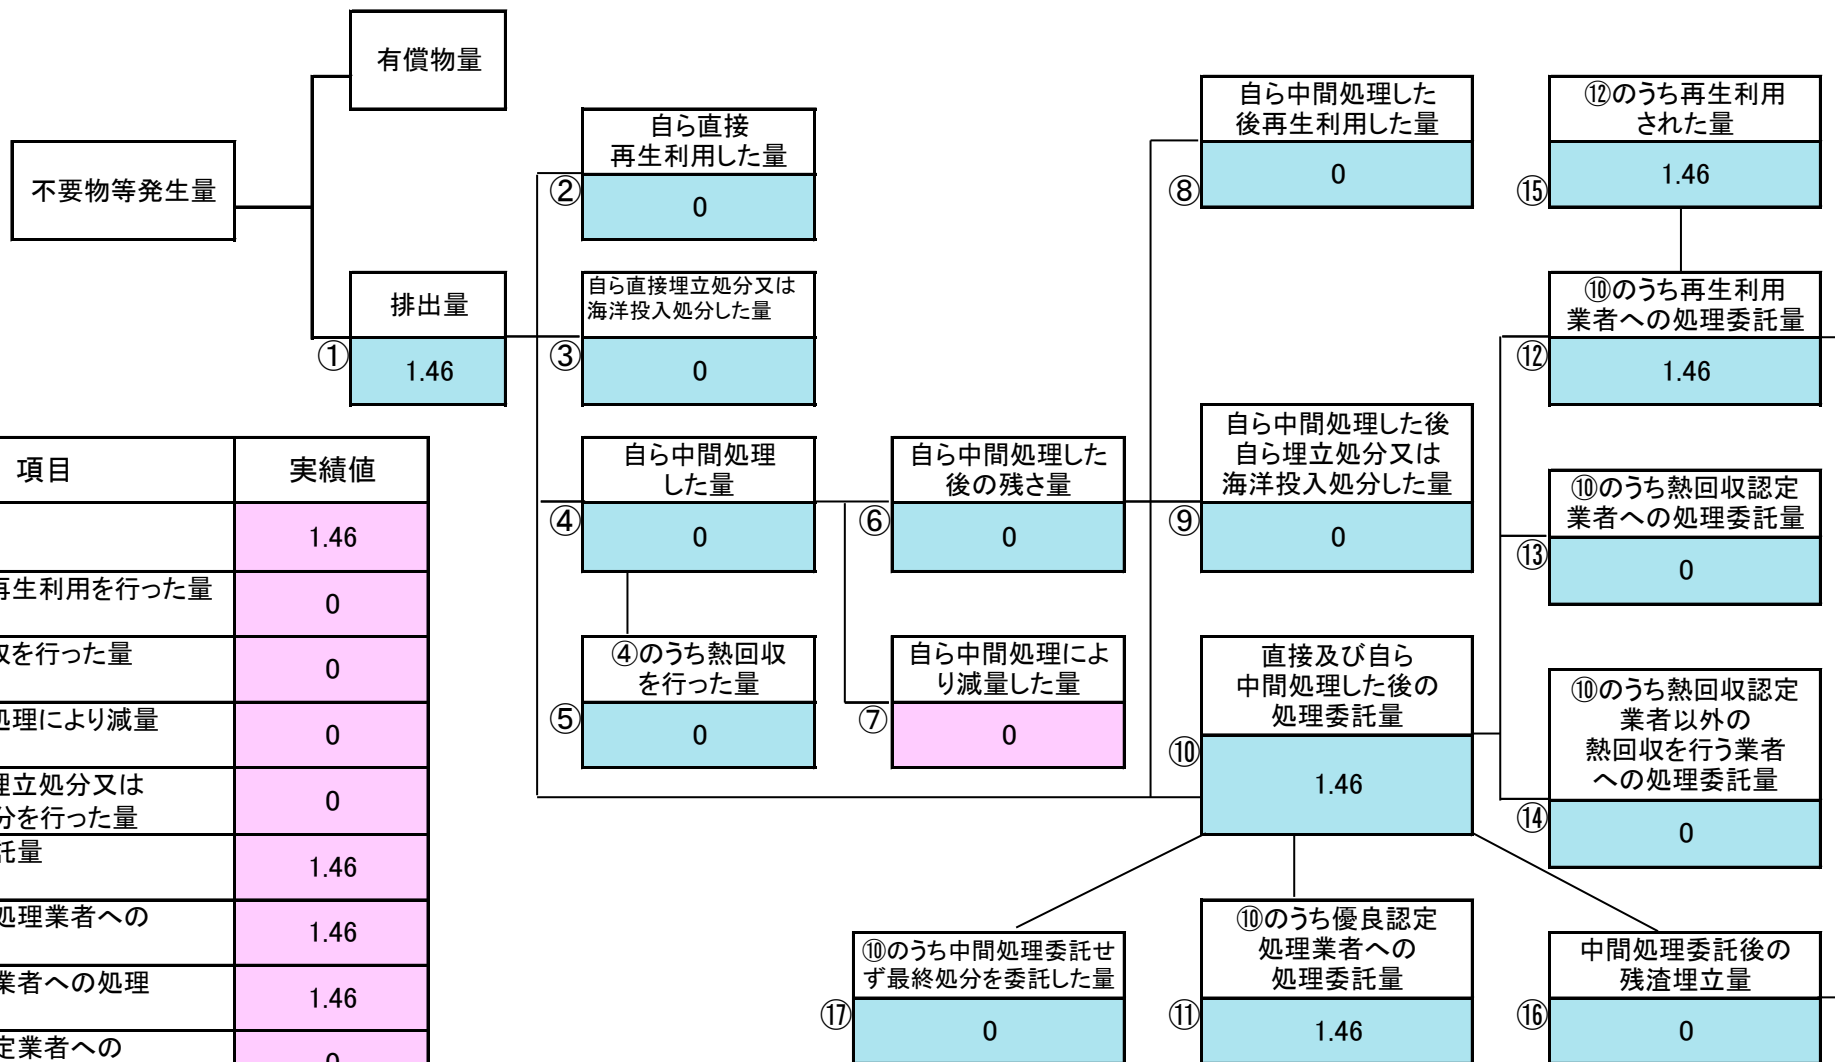 有償物量
不要物等発生量
排出量
①
1.46
自ら直接
再生利用した量
②
0
自ら直接埋立処分又は
海洋投入処分した量
③
0
自ら中間処理
した量
④
0
④のうち熱回収
を行った量
⑤
0
自ら中間処理した
後の残さ量
⑥
0
自ら中間処理によ
り減量した量
⑦
0
自ら中間処理した
後再生利用した量
⑧
0
自ら中間処理した後
自ら埋立処分又は
海洋投入処分した量
⑨
0
直接及び自ら
中間処理した後の
処理委託量
⑩
1.46
⑩のうち優良認定
処理業者への
処理委託量
⑪
1.46
⑫のうち再生利用
された量
⑮
1.46
⑩のうち再生利用
業者への処理委託量
⑫
1.46
⑩のうち熱回収認定
業者への処理委託量
⑬
0
⑩のうち熱回収認定
業者以外の
熱回収を行う業者
への処理委託量
⑭
0
中間処理委託後の
残渣埋立量
⑯
0
⑩のうち中間処理委託せ
ず最終処分を委託した量
⑰
0
項目 実績値
1.46
再生利用を行った量 0
を行った量 0
処理により減量 0
埋立処分又は
分を行った量 0
託量 1.46
処理業者への 1.46
業者への処理 1.46
定業者への 0